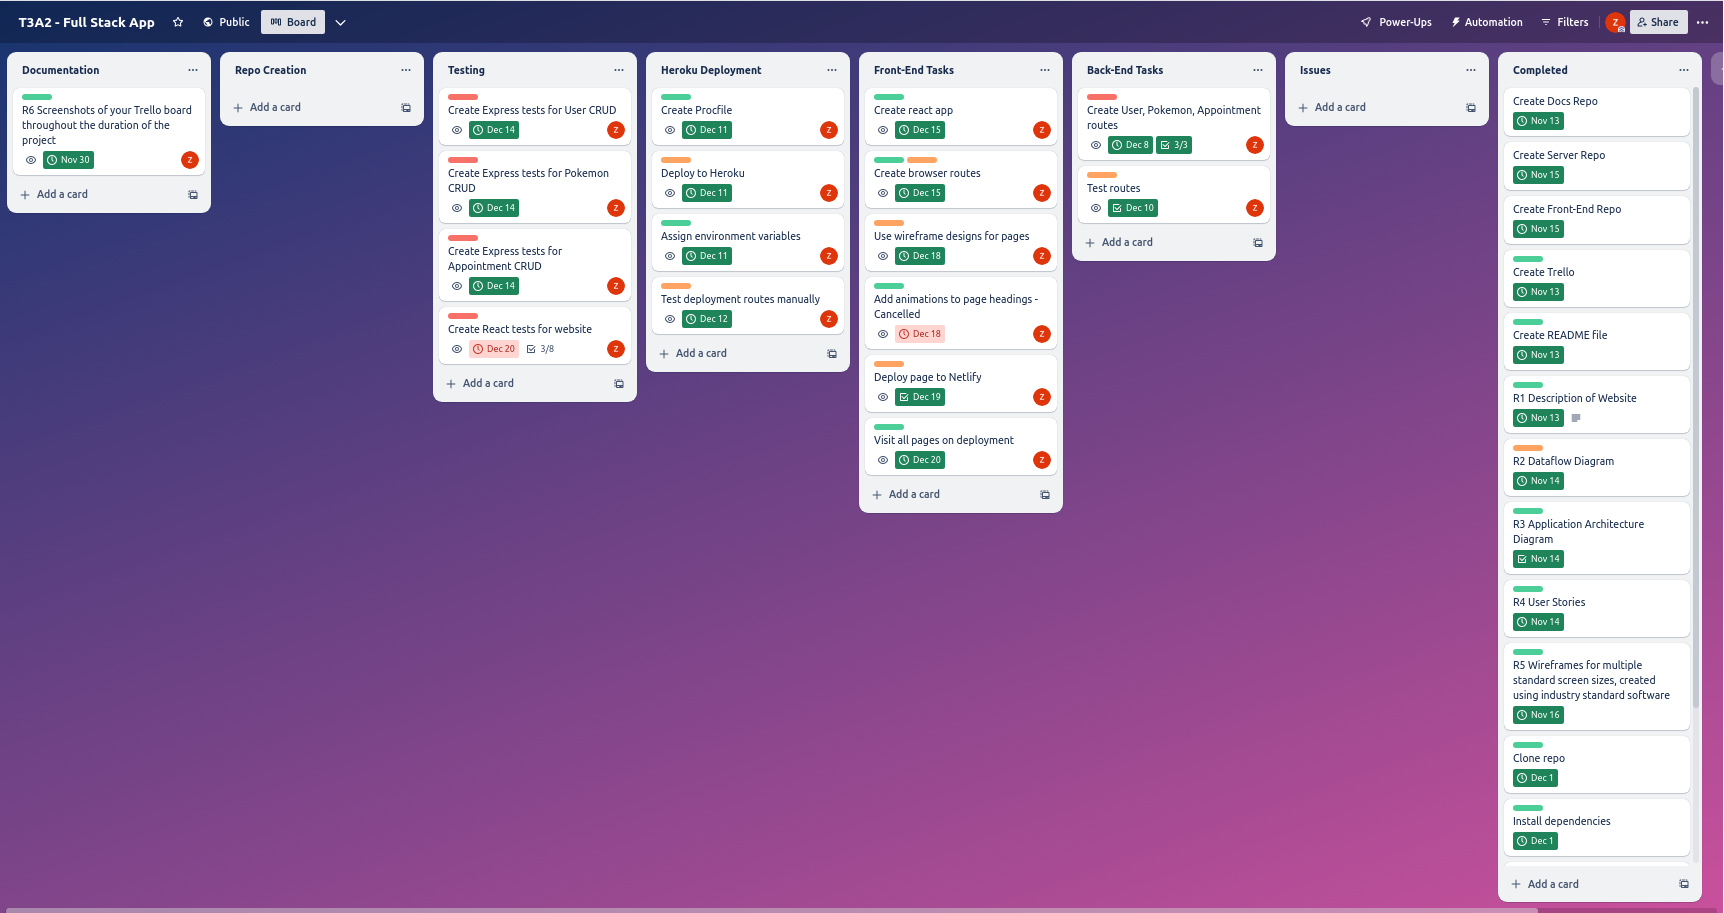 T3A2 - Full Stack App
Public
Board
Power-Ups
Automation
Filters
Z
Share
Documentation
R6 Screenshots of your Trello board
throughout the duration of the
project
Nov 30
Z
Add a card
Repo Creation
Add a card
Testing
Create Express tests for User CRUD
Dec 14
Z
Create Express tests for Pokemon
CRUD
Dec 14
Z
Create Express tests for
Appointment CRUD
Dec 14
Z
Create React tests for website
Dec 20
3/8
Z
Add a card
Heroku Deployment
Create Procfile
Dec 11
Z
Deploy to Heroku
Dec 11
Z
Assign environment variables
Dec 11
Z
Test deployment routes manually
Dec 12
Z
Add a card
Front-End Tasks
Create react app
Dec 15
Z
Create browser routes
Dec 15
Z
Use wireframe designs for pages
Dec 18
Z
Add animations to page headings -
Cancelled
Dec 18
Z
Deploy page to Netlify
Dec 19
Z
Visit all pages on deployment
Dec 20
Z
Add a card
Back-End Tasks
Create User, Pokemon, Appointment
routes
Dec 8
3/3
Z
Test routes
Dec 10
Z
Add a card
Issues
Add a card
Completed
Create Docs Repo
Nov 13
Create Server Repo
Nov 15
Create Front-End Repo
Nov 15
Create Trello
Nov 13
Create README file
Nov 13
R1 Description of Website
Nov 13
R2 Dataflow Diagram
Nov 14
R3 Application Architecture
Diagram
Nov 14
R4 User Stories
Nov 14
R5 Wireframes for multiple
standard screen sizes, created
using industry standard software
Nov 16
Clone repo
Dec 1
Install dependencies
Dec 1
Add a card